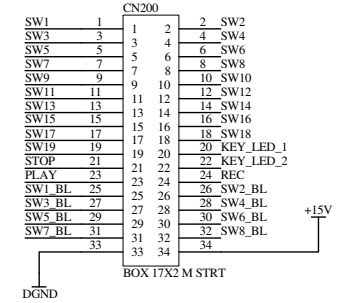 CN200
SW1 1 1 2 2 SW2
SW3 3 3 4 4 SW4
SW5 5 5 6 6 SW6
SW7 7 7 8 8 SW8
SW9 9 9 10 10 SW10
SW11 11 11 12 12 SW12
SW13 13 13 14 14 SW14
SW15 15 15 16 16 SW16
SW17 17 17 18 18 SW18
SW19 19 19 20 20 KEY_LED_1
STOP 21 21 22 22 KEY_LED_2
PLAY 23 23 24 24 REC
SW1_BL 25 25 26 26 SW2_BL
SW3_BL 27 27 28 28 SW4_BL
SW5_BL 29 29 30 30 SW6_BL
SW7_BL 31 31 32 32 SW8_BL
33 33 34 34
+15V
BOX 17X2 M STRT
DGND